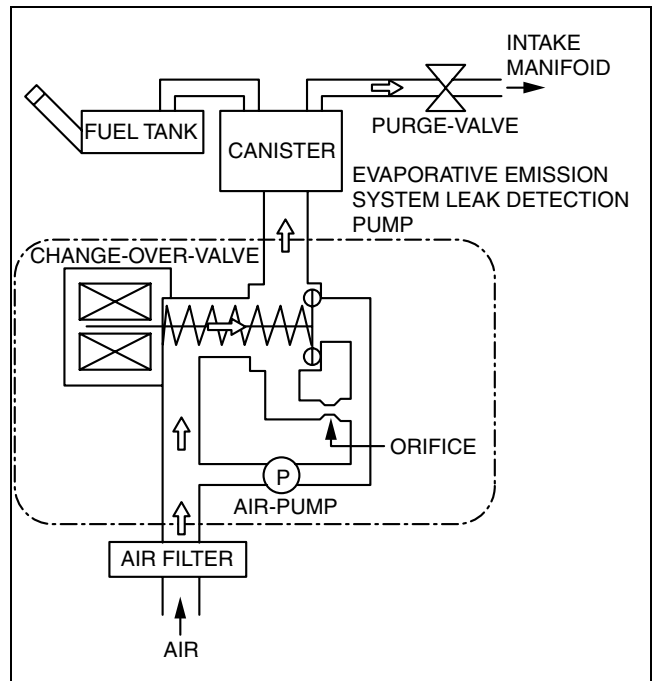 INTAKE
MANIFOID
PURGE-VALVE
FUEL TANK
CANISTER
EVAPORATIVE EMISSION
SYSTEM LEAK DETECTION
PUMP
CHANGE-OVER-VALVE
ORIFICE
P
AIR-PUMP
AIR FILTER
AIR